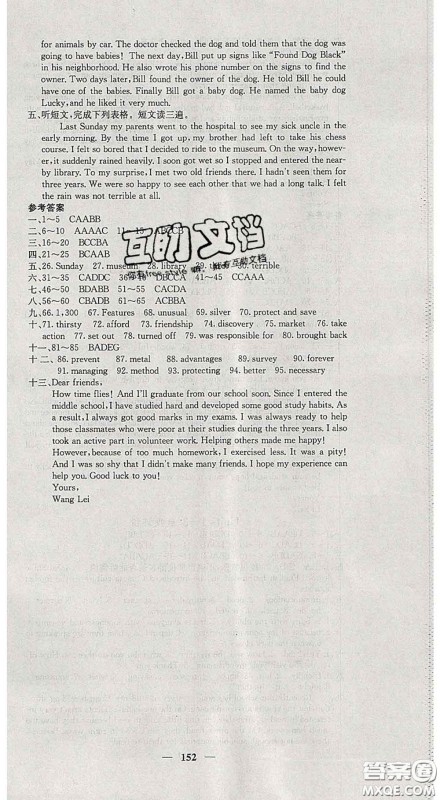 for animals by car. The doctor checked the dog and told them that the dog was
going to have babies! The next day, Bill put up signs like "Found Dog Black"
in his neighborhood. He also wrote his phone number on the signs to find the
owner. Two days later, Bill found the owner of the dog. He told Bill he could
have one of the babies. Finally Bill got a baby dog. He named the baby dog
Lucky, and he liked it very much.
五、听短文,完成下列表格。短文读三遍。
Last Sunday my parents went to the hospital to see my sick uncle in the
early morning. By the time I got up, my brother had left to take his chess
course. I felt so bored that I decided to ride to the museum. On the way, however,
it suddenly rained heavily. I soon got wet so I stopped and entered the near-
by library. To my surprise, I met two old friends there. I hadn't seen them for
three years. We were so happy to see each other that we had a long talk. I felt
the rain was not terrible at all.
参考答案
一、1~5 CAABB
二、6~10 AAAAC 11~15
三、16~20 BCCBA
四、21~25 BCAAB
五、26. Sunday 27. museum 28. library 29. 30. terrible
六、31~35 CADDC 36~40 41~45 CCAAA
七、46~50 BDABB 51~55 CACDA
八、56~60 CBADB 61~65 ACBBA
九、66. 1,300 67. Features 68. unusual 69. silver 70. protect and save
十、71. thirsty 72. afford 73. friendship 74. discuss 75. market 76. take
action 77. set off 78. turned off 79. was responsible for 80. brought back
十一、81~85 BADEG
十二、86. prevent 87. metal 88. advantages 89. survey 90. forever
91. managing 92. method 93. protecting 94. better 95. necessary
十三、Dear friends,
How time flies! And I'll graduate from our school soon. Since I entered the
middle school, I have studied hard and developed some good study habits. As
a result, I always got good marks in my exams. I was always ready to help
those classmates who were poor at their studies during the three years. I also
took an active part in volunteer work. Helping others made me happy!
However, because of too much homework, I exercised less. It was a pity!
And I was so shy that I didn't make many friends. I hope my experience can
help you. Good luck to you!
Yours,
Wang Lei
互助文档
152
答案圈
MXQE.COM